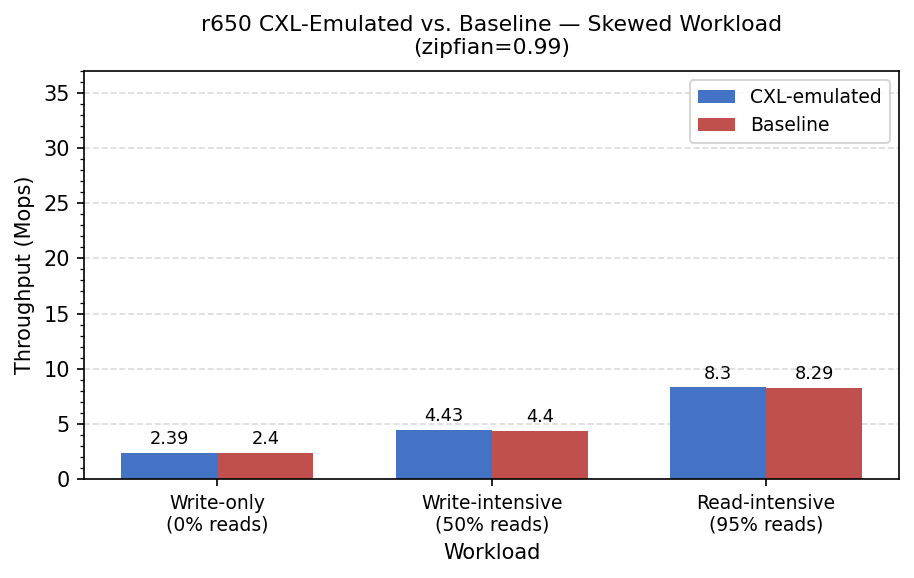 r650 CXL-Emulated vs. Baseline — Skewed Workload
(zipfian=0.99)
Throughput (Mops)
35
30
25
20
15
10
5
0
CXL-emulated
Baseline
2.39
2.4
4.43
4.4
8.3
8.29
Write-only
(0% reads)
Write-intensive
(50% reads)
Read-intensive
(95% reads)
Workload